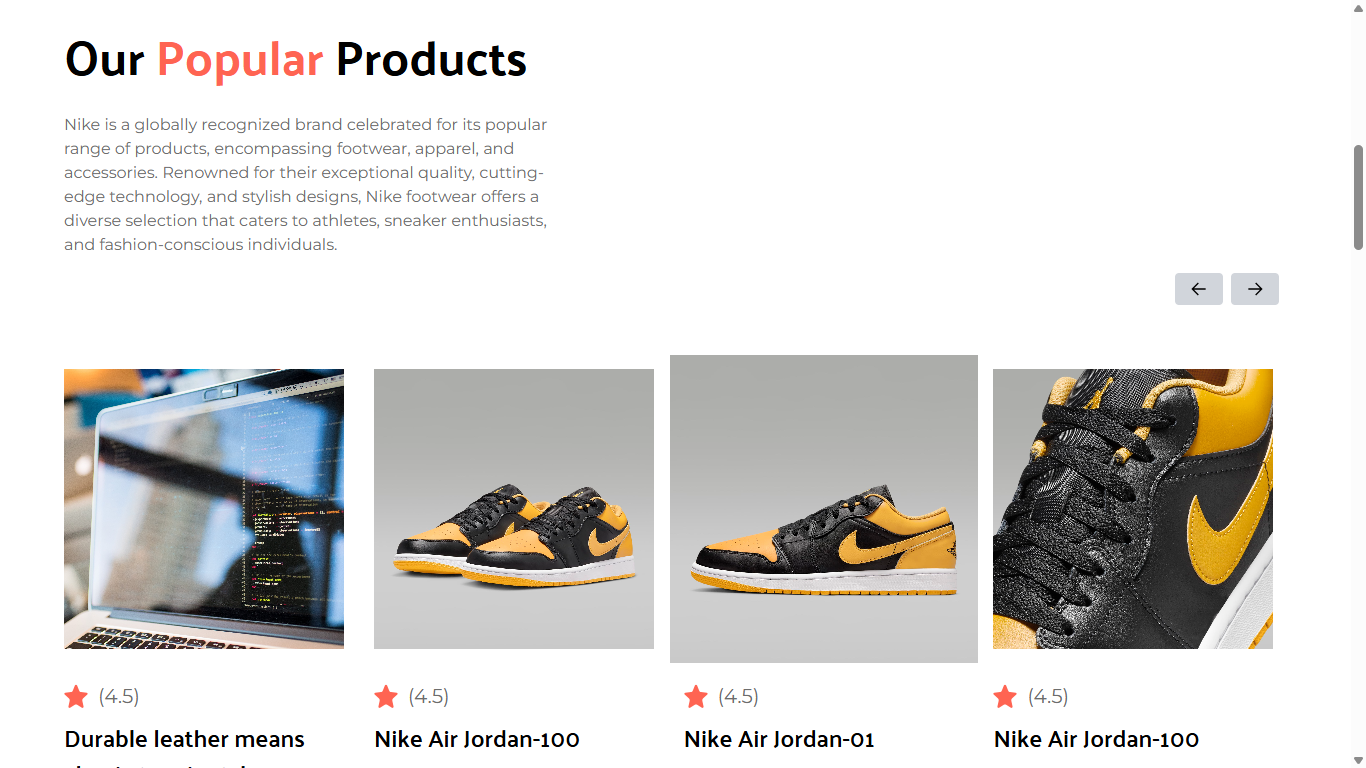 Our Popular Products
Nike is a globally recognized brand celebrated for its popular
range of products, encompassing footwear, apparel, and
accessories. Renowned for their exceptional quality, cutting-
edge technology, and stylish designs, Nike footwear offers a
diverse selection that caters to athletes, sneaker enthusiasts,
and fashion-conscious individuals.
(4.5)
(4.5)
(4.5)
(4.5)
Durable leather means
Nike Air Jordan-100
Nike Air Jordan-01
Nike Air Jordan-100